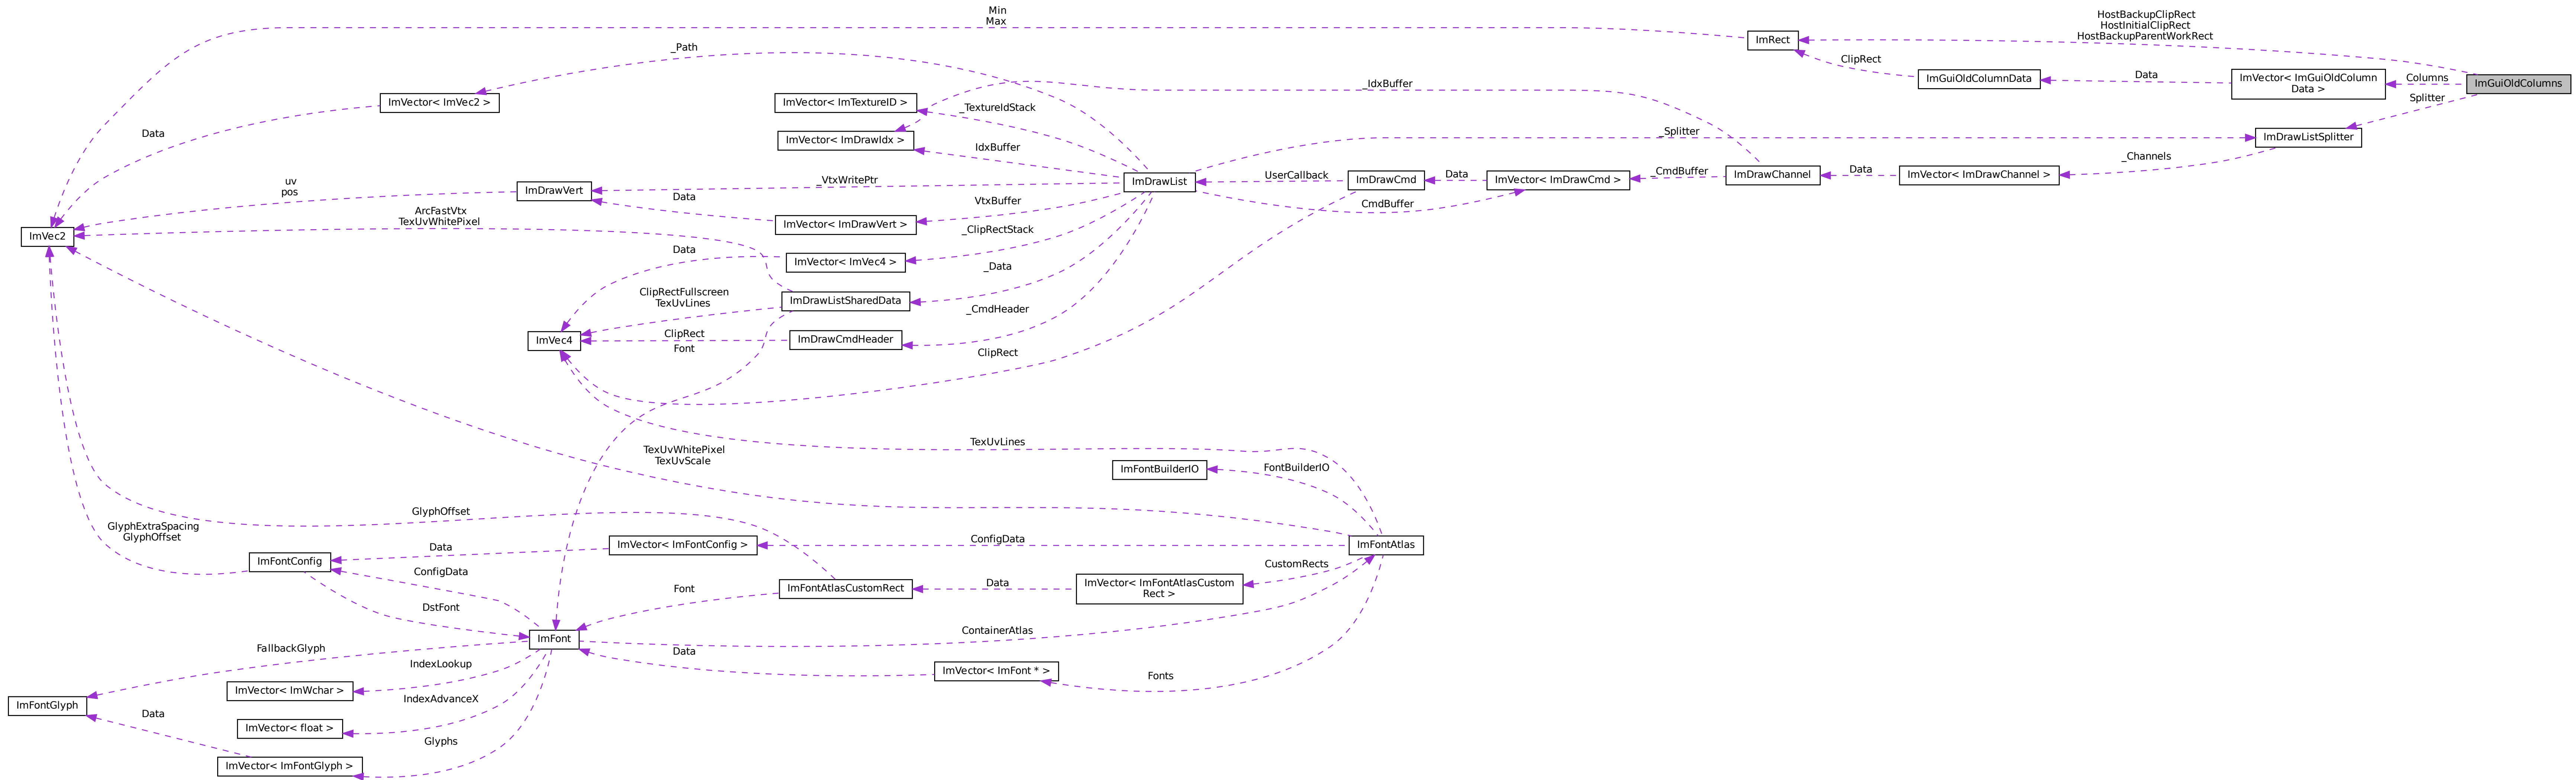 Min
Max
HostBackupClipRect
HostInitialClipRect
HostBackupParentWorkRect
ImRect
_Path
ClipRect
ImGuiOldColumnData
Data
ImVector< ImGuiOldColumn
Data >
Columns
ImGuiOldColumns
Splitter
_IdxBuffer
ImVector< ImVec2 >
ImVector< ImTextureID >
_TextureIdStack
Data
ImVector< ImDrawIdx >
IdxBuffer
_Splitter
ImDrawListSplitter
_Channels
uv
pos
ImDrawVert
_VtxWritePtr
ImDrawList
UserCallback
ImDrawCmd
Data
ImVector< ImDrawCmd >
_CmdBuffer
ImDrawChannel
Data
ImVector< ImDrawChannel >
Data
VtxBuffer
CmdBuffer
ArcFastVtx
TexUvWhitePixel
ImVector< ImDrawVert >
ImVec2
_ClipRectStack
Data
ImVector< ImVec4 >
_Data
ClipRectFullscreen
TexUvLines
ImDrawListSharedData
_CmdHeader
ClipRect
ImVec4
ImDrawCmdHeader
Font
ClipRect
TexUvLines
TexUvWhitePixel
TexUvScale
ImFontBuilderIO
FontBuilderIO
GlyphOffset
GlyphExtraSpacing
GlyphOffset
Data
ImVector< ImFontConfig >
ConfigData
ImFontAtlas
ImFontConfig
ConfigData
CustomRects
Font
ImFontAtlasCustomRect
Data
ImVector< ImFontAtlasCustom
Rect >
DstFont
ImFont
ContainerAtlas
FallbackGlyph
Data
IndexLookup
ImVector< ImFont * >
Fonts
ImVector< ImWchar >
ImFontGlyph
IndexAdvanceX
Data
ImVector< float >
Glyphs
ImVector< ImFontGlyph >